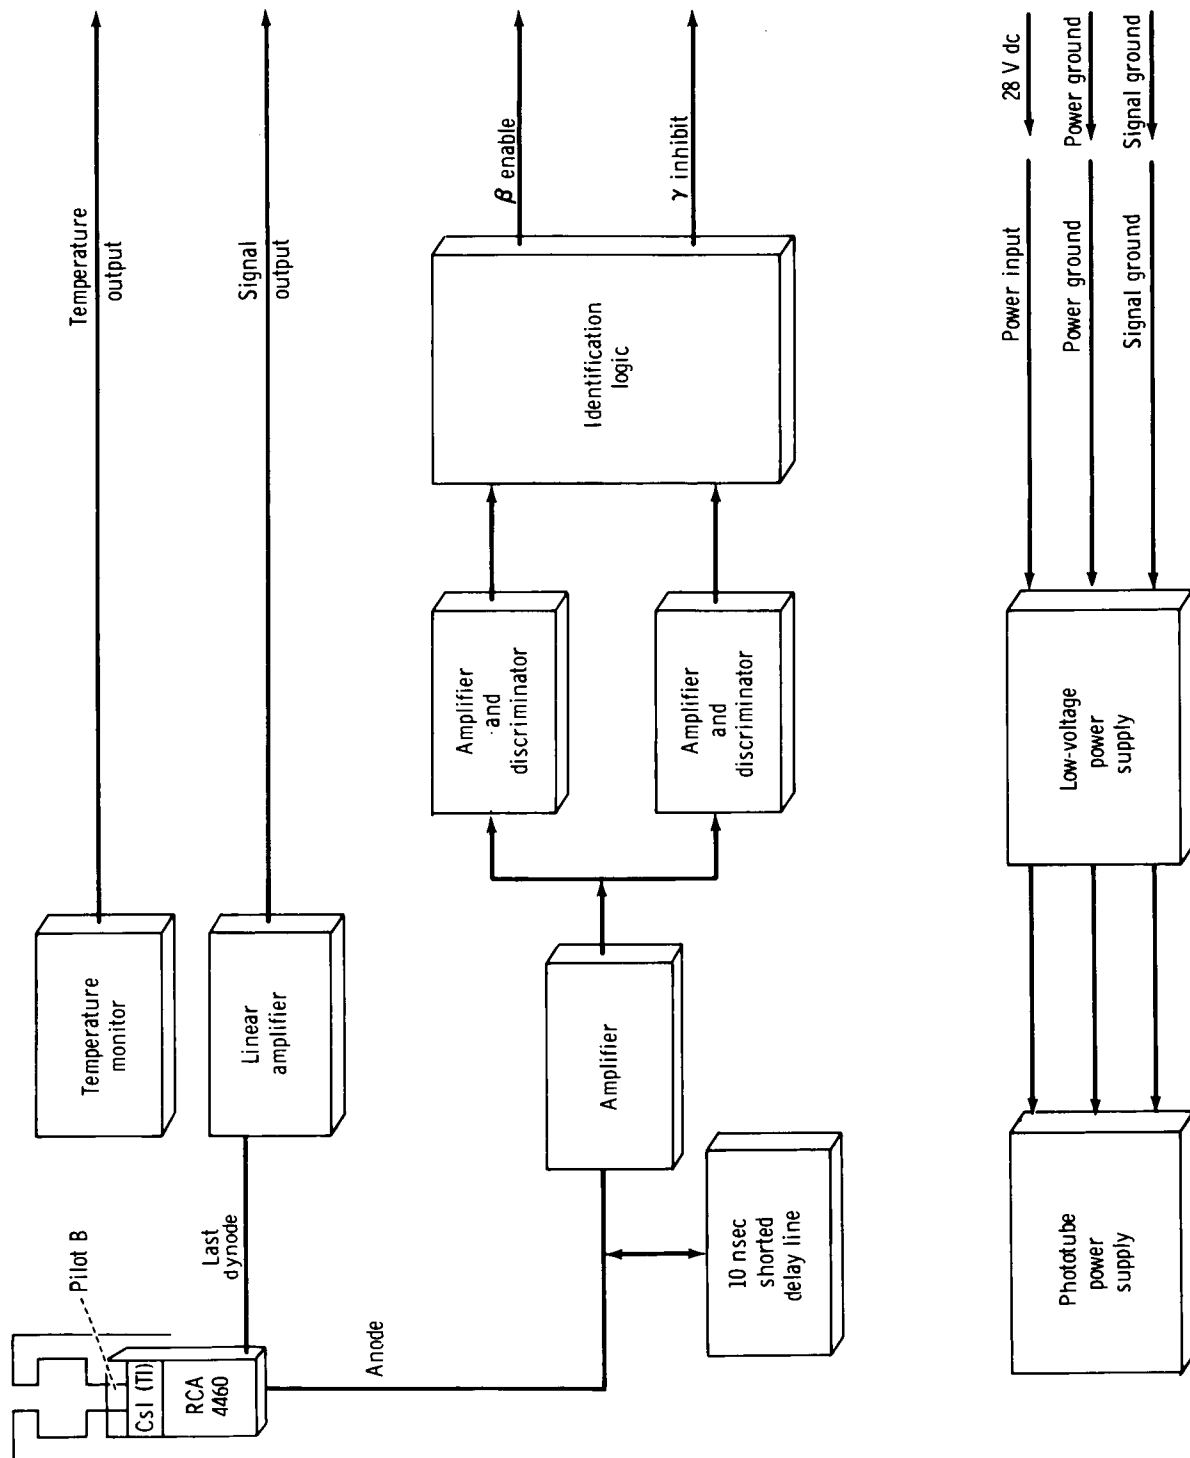 Pilot B
CsI (Tl)
RCA
4460
Last
dynode
Anode
Temperature
monitor
Temperature
output
Linear
amplifier
Signal
output
10 nsec
shorted
delay line
Amplifier
Amplifier
and
discriminator
Amplifier
and
discriminator
Identification
logic
β enable
γ inhibit
Phototube
power
supply
Low-voltage
power
supply
Power input
28 V dc
Power ground
Power ground
Signal ground
Signal ground